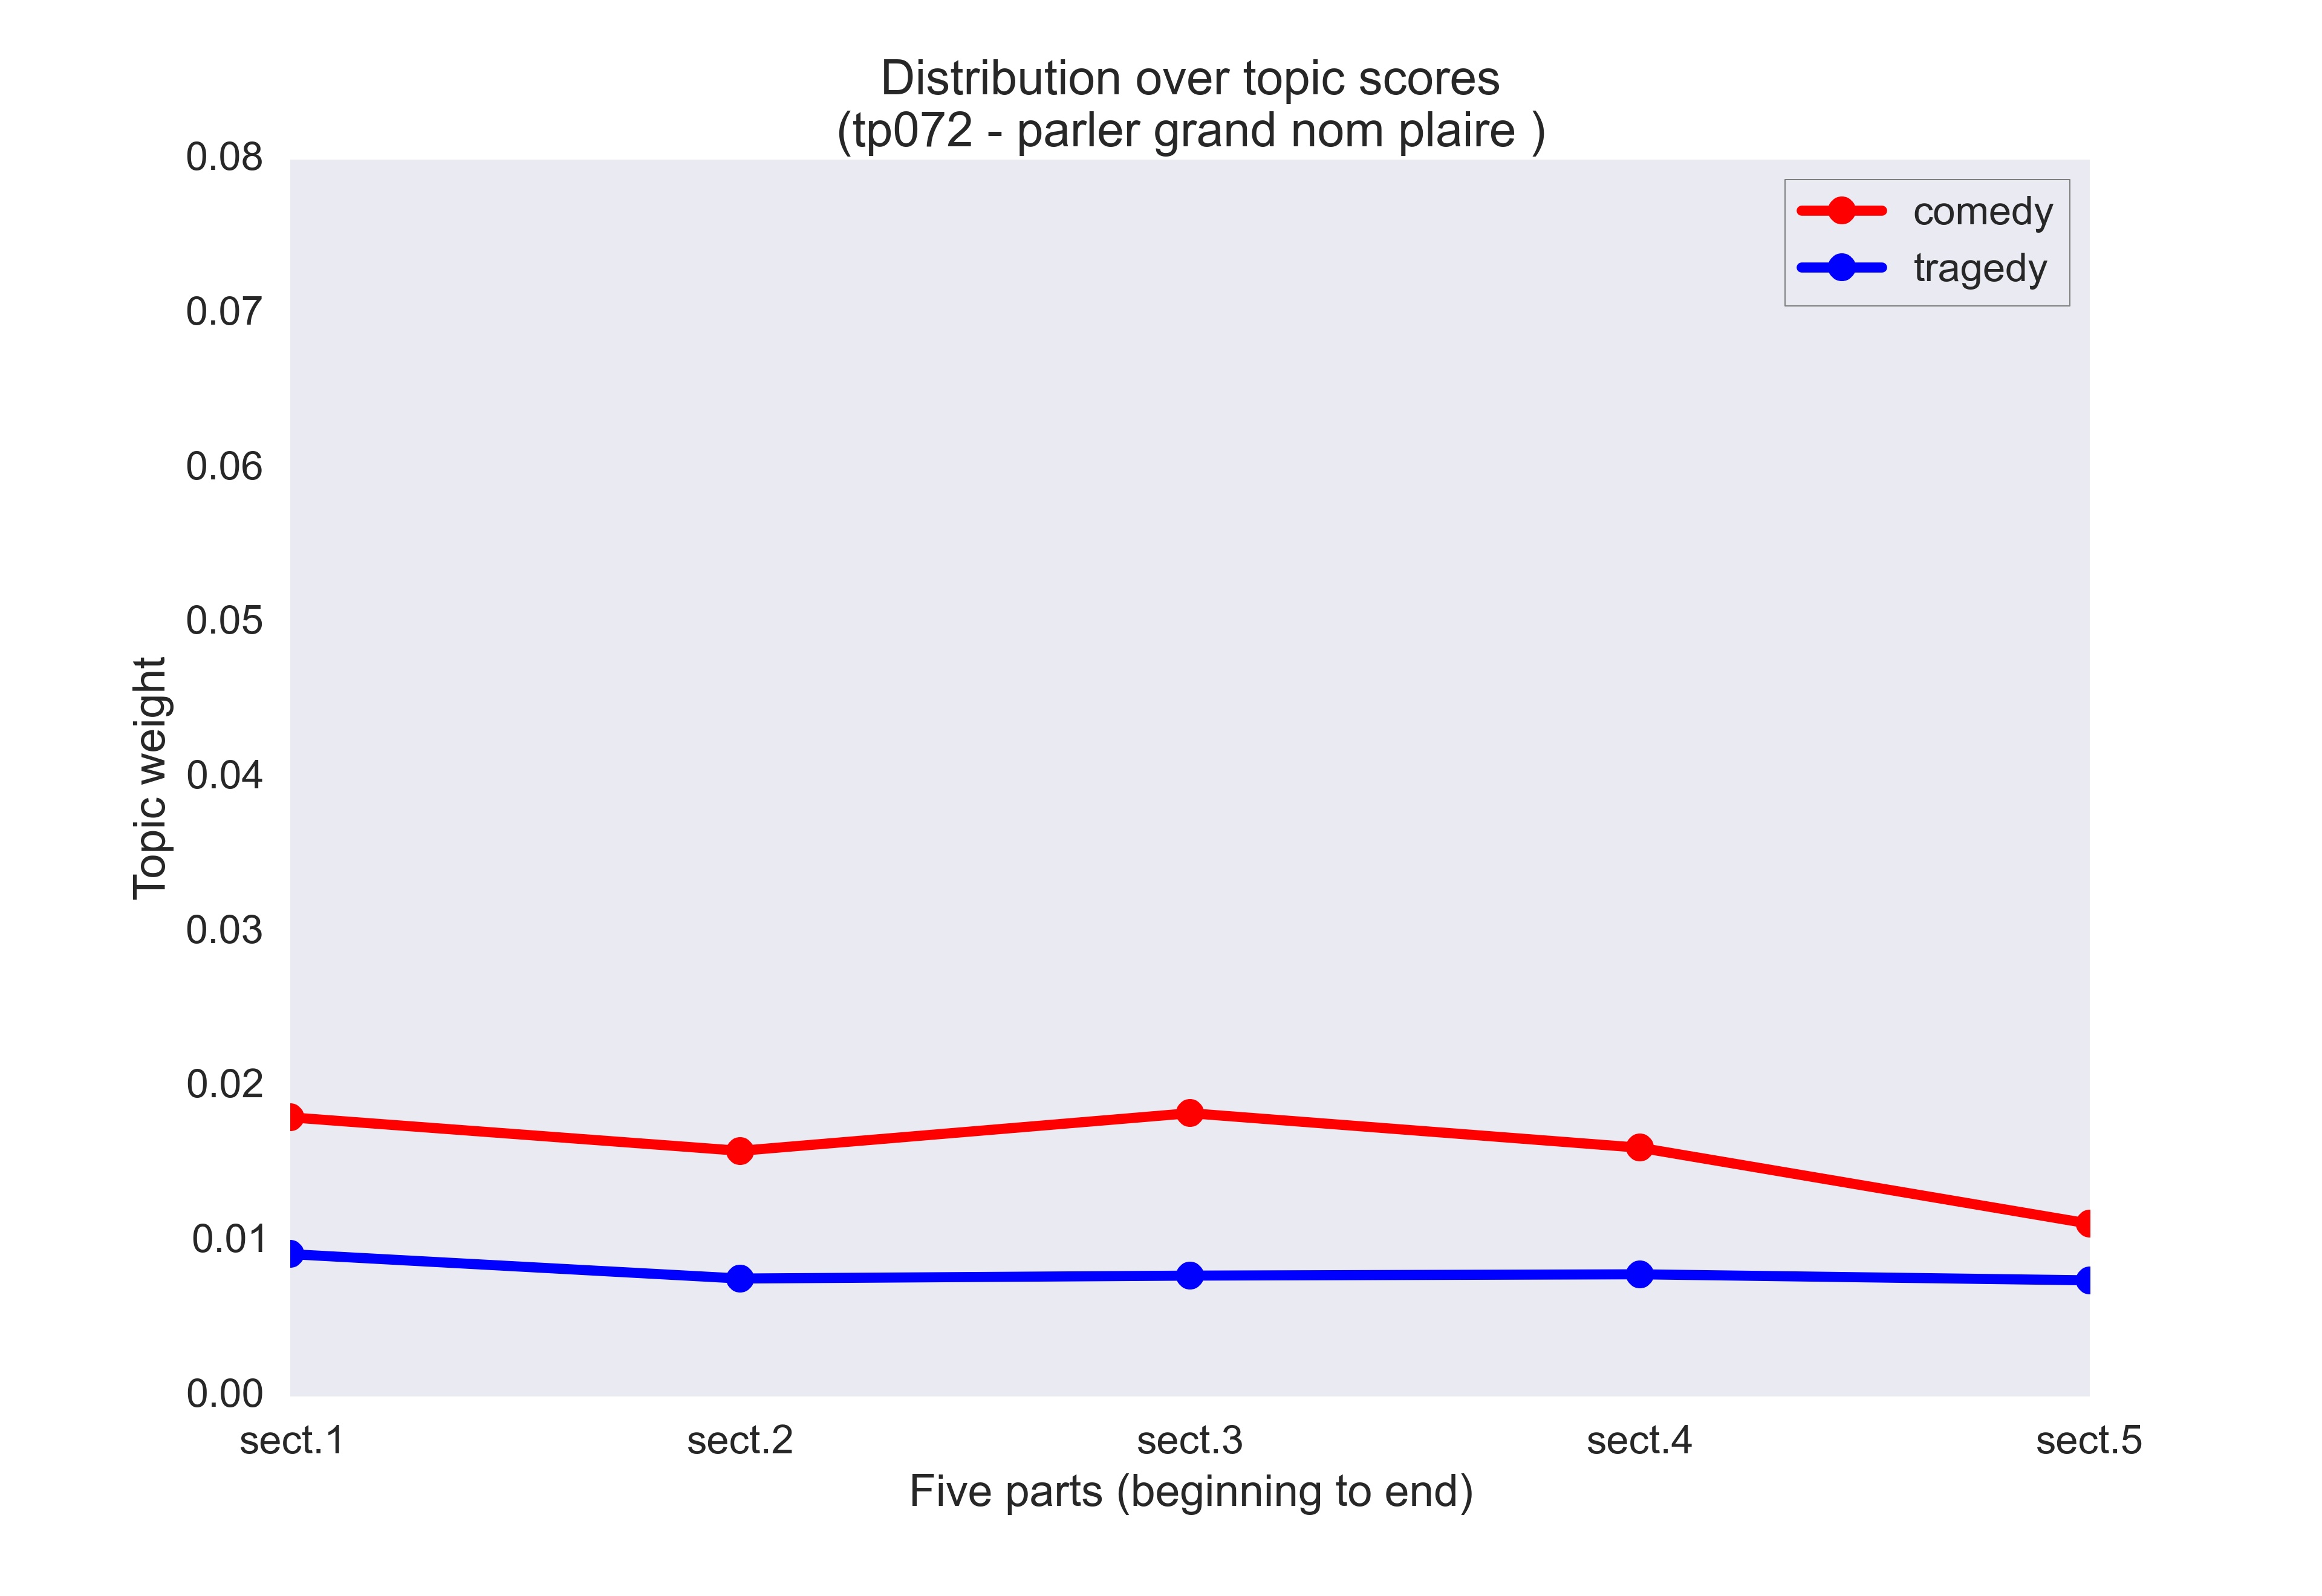 Distribution over topic scores
(tp072 - parler grand nom plaire )
comedy
tragedy
Topic weight
0.08
0.07
0.06
0.05
0.04
0.03
0.02
0.01
0.00
sect.1
sect.2
sect.3
sect.4
sect.5
Five parts (beginning to end)